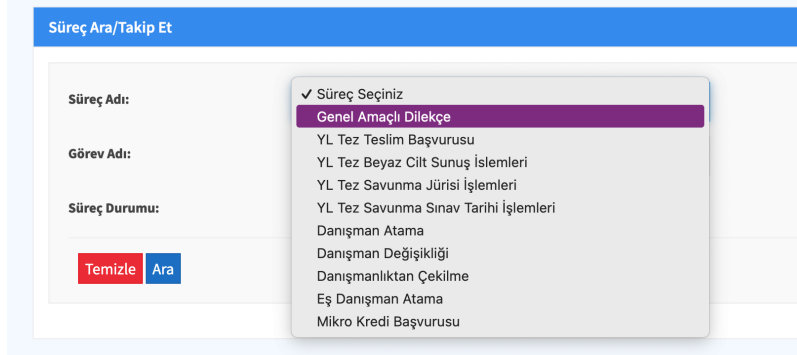 Süreç Ara/Takip Et
Süreç Adı:
✓ Süreç Seçiniz
Genel Amaçlı Dilekçe
YL Tez Teslim Başvurusu
YL Tez Beyaz Cilt Sunuş İslemleri
YL Tez Savunma Jürisi İşlemleri
YL Tez Savunma Sınav Tarihi İşlemleri
Danışman Atama
Danışman Değişikliği
Danışmanlıktan Çekilme
Eş Danışman Atama
Mikro Kredi Başvurusu
Görev Adı:
Süreç Durumu:
Temizle Ara